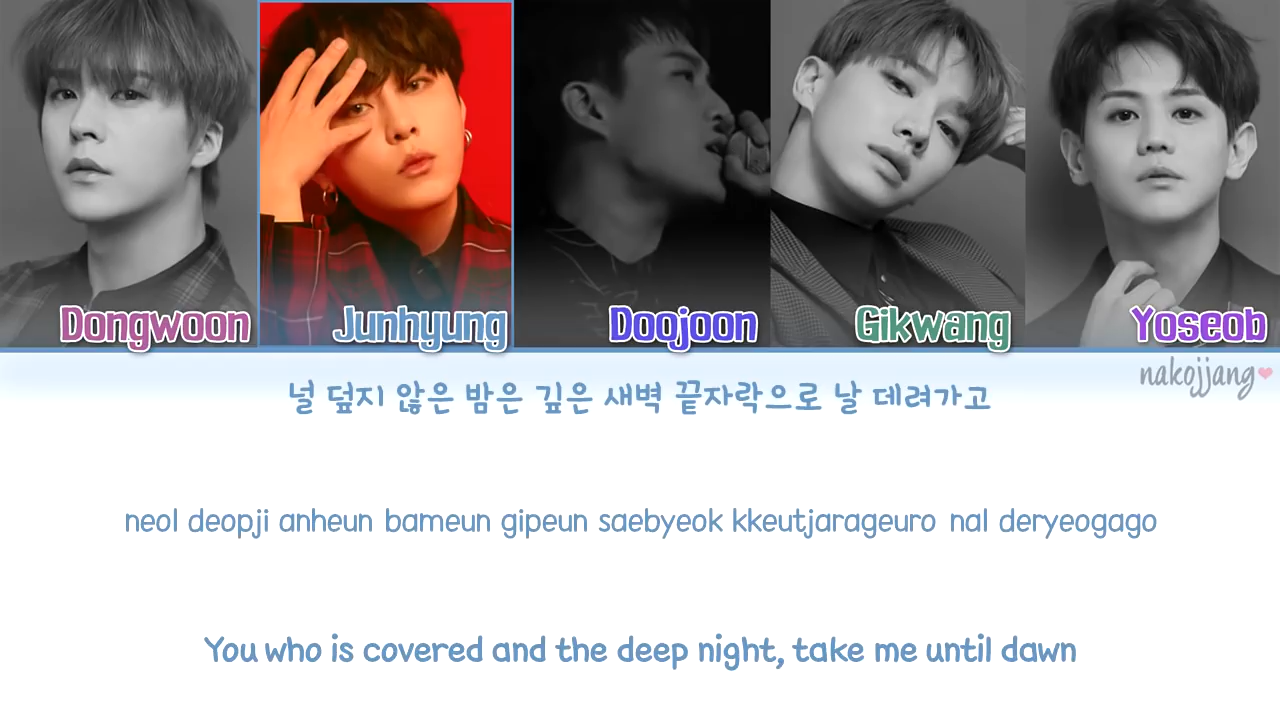 Dongwoon Junhyung Doojoon Gikwang Yoseob
nakojjang
널 덮지 않은 밤은 깊은 새벽 끝자락으로 날 데려가고
neol deopji anheun bameun gipeun saebyeok kkeutjarageuro nal deryeogago
You who is covered and the deep night, take me until dawn